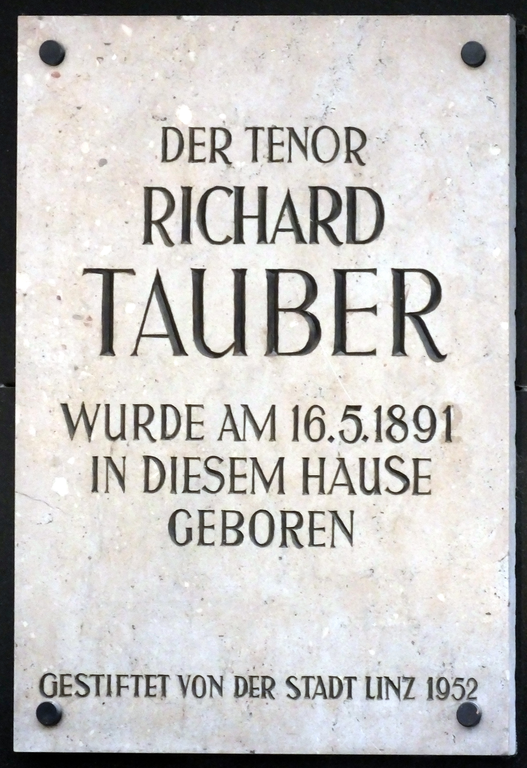 DER TENOR
RICHARD
TAUBER
WURDE AM 16.5.1891
IN DIESEM HAUSE
GEBOREN
GESTIFTET VON DER STADT LINZ 1952